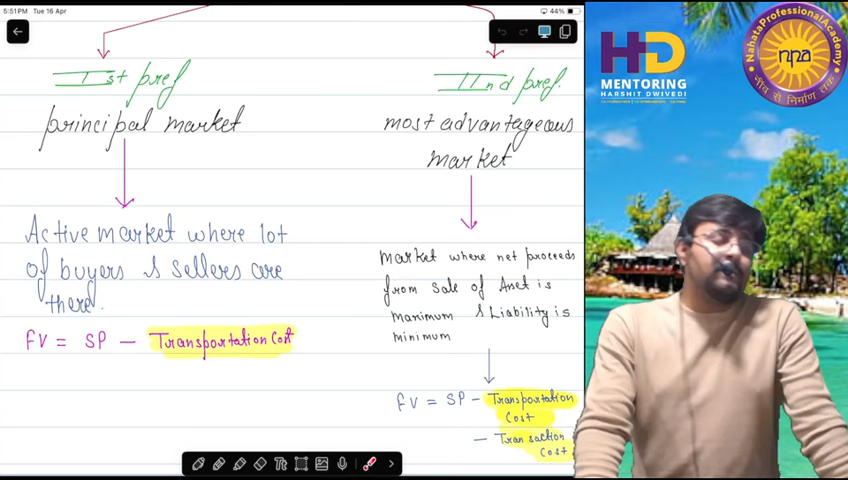 5:51PM Tue 16 Apr
44%
Ist pref
principal market
Active market where lot
of buyers & sellers are
there.
FV = SP - Transportation Cost
IInd pref.
most advantageous
market
market where net proceeds
from sale of Asset is
maximum & Liability is
minimum
FV = SP - Transportation
Cost
- Transaction
Cost
HD
MENTORING
HARSHIT DWIVEDI
NahataProfessionalAcademy
npa
नींव से निर्माण तक